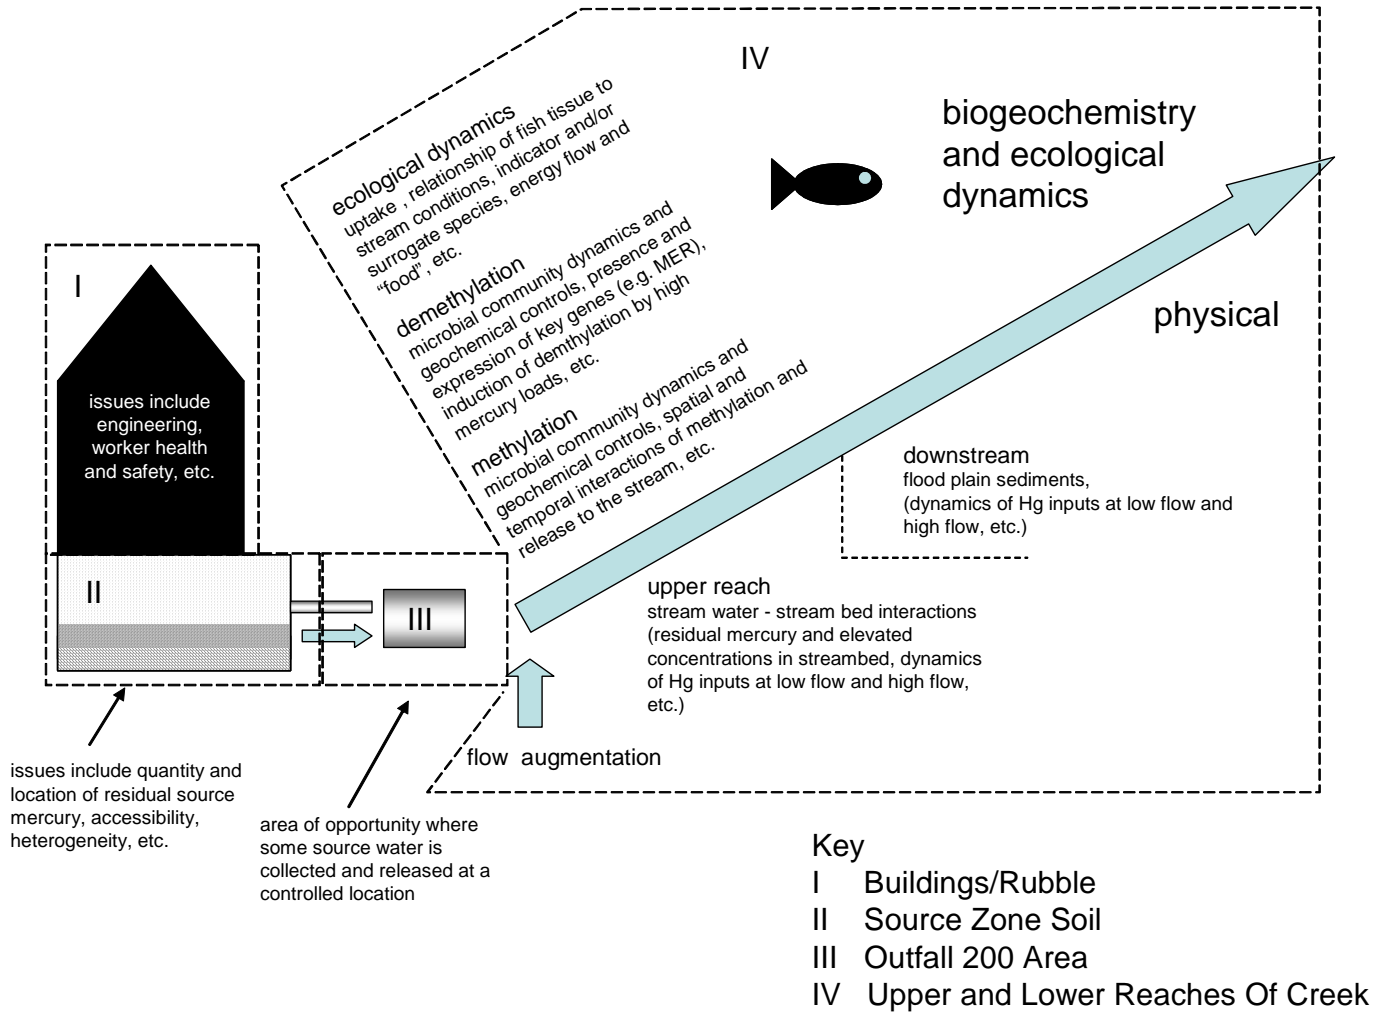 IV
biogeochemistry
and ecological
dynamics
physical
ecological dynamics
uptake , relationship of fish tissue to
stream conditions, indicator and/or
surrogate species, energy flow and
“food”, etc.
demethylation
microbial community dynamics and
geochemical controls, presence and
expression of key genes (e.g. MER),
induction of demthylation by high
mercury loads, etc.
methylation
microbial community dynamics and
geochemical controls, spatial and
temporal interactions of methylation and
release to the stream, etc.
I
issues include
engineering,
worker health
and safety, etc.
II
III
downstream
flood plain sediments,
(dynamics of Hg inputs at low flow and
high flow, etc.)
upper reach
stream water - stream bed interactions
(residual mercury and elevated
concentrations in streambed, dynamics
of Hg inputs at low flow and high flow,
etc.)
flow augmentation
issues include quantity and
location of residual source
mercury, accessibility,
heterogeneity, etc.
area of opportunity where
some source water is
collected and released at a
controlled location
Key
I Buildings/Rubble
II Source Zone Soil
III Outfall 200 Area
IV Upper and Lower Reaches Of Creek